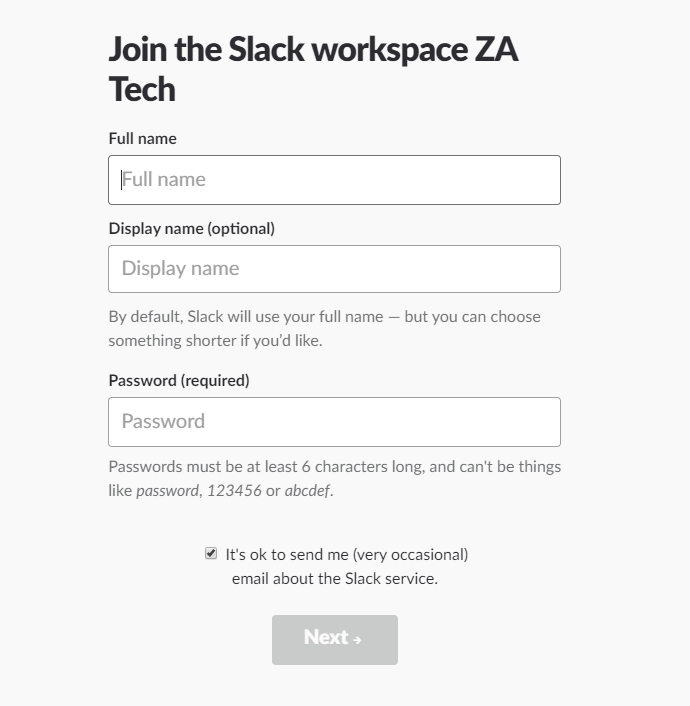 Join the Slack workspace ZA
Tech
Full name
Full name
Display name (optional)
Display name
By default, Slack will use your full name — but you can choose
something shorter if you'd like.
Password (required)
Password
Passwords must be at least 6 characters long, and can't be things
like password, 123456 or abcdef.
It's ok to send me (very occasional)
email about the Slack service.
Next →